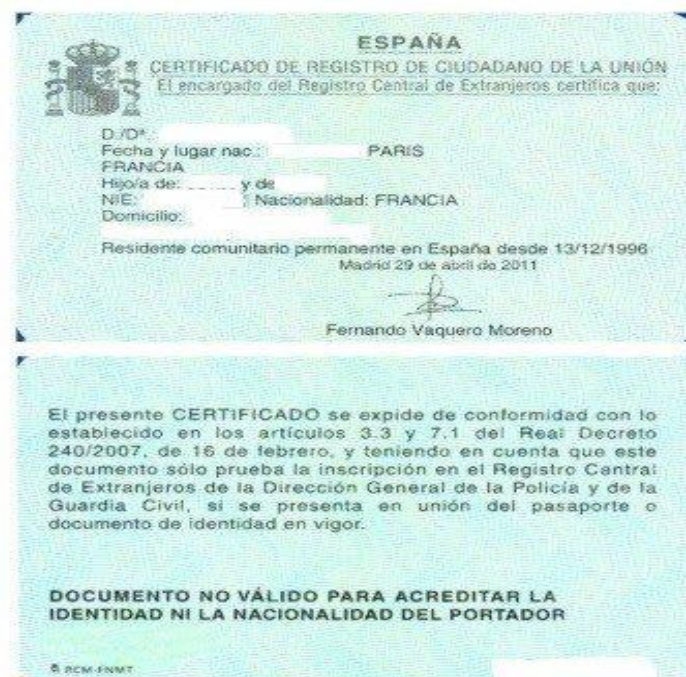 ESPAÑA
CERTIFICADO DE REGISTRO DE CIUDADANO DE LA UNIÓN
El encargado del Registro Central de Extranjeros certifica que:
D./Dª.:
Fecha y lugar nac.: PARIS
FRANCIA
Hijo/a de: y de
NIE: Nacionalidad: FRANCIA
Domicilio:
Residente comunitario permanente en España desde 13/12/1996
Madrid 29 de abril de 2011
Fernando Vaquero Moreno
El presente CERTIFICADO se expide de conformidad con lo
establecido en los artículos 3.3 y 7.1 del Real Decreto
240/2007, de 16 de febrero, y teniendo en cuenta que este
documento sólo prueba la inscripción en el Registro Central
de Extranjeros de la Dirección General de la Policía y de la
Guardia Civil, si se presenta en unión del pasaporte o
documento de identidad en vigor.
DOCUMENTO NO VÁLIDO PARA ACREDITAR LA
IDENTIDAD NI LA NACIONALIDAD DEL PORTADOR
RCM-FNMT